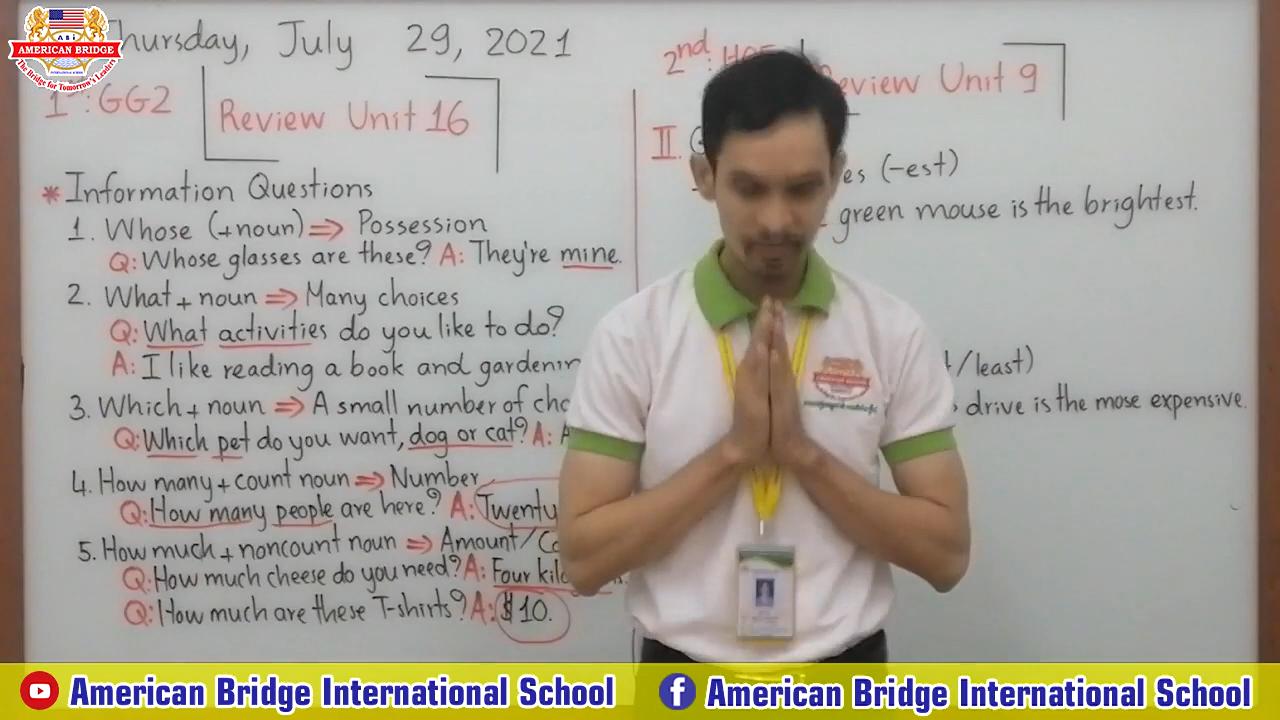 AMERICAN BRIDGE
INTERNATIONAL SCHOOL
The Bridge for Tomorrow's Leaders
Thursday, July 29, 2021
1st: GG2
Review Unit 16
* Information Questions
1. Whose (+noun) ⇒ Possession
Q: Whose glasses are these? A: They're mine.
2. What + noun ⇒ Many choices
Q: What activities do you like to do?
A: I like reading a book and
3. Which + noun ⇒ A small number of
Q: Which pet do you want, dog or cat? A:
4. How many + count noun ⇒ Number
Q: How many people are here? A: Twenty
5. How much + noncount noun ⇒ Amount/
Q: How much cheese do you need? A: Four
Q: How much are these T-shirts? A: $10.
2nd:
Review Unit 9
II.
(-est)
green mouse is the brightest.
/least)
drive is the mose expensive.
American Bridge International School
American Bridge International School